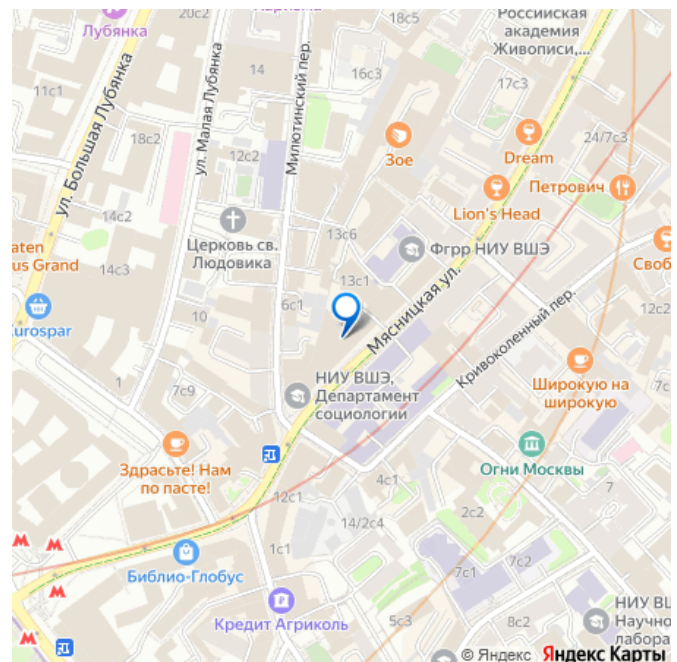 20с2
Лубянка
18с5
Российская
академия
Живописи,...
14
16с3
17с3
11с1
ул. Большая Лубянка
ул. Малая Лубянка
Милютинский пер.
18с2
12с2
Зое
Dream
24/7с3
Петрович
Lion's Head
14с2
Церковь св.
Людовика
13с6
Фгрр НИУ ВШЭ
aten
us Grand
14с3
13с1
Своб
6с1
Мясницкая ул.
Кривоколенный пер.
12с2
10
Eurospar
1
7с9
НИУ ВШЭ,
Департамент
социологии
Широкую на
широкую
7с
Здрасьте! Нам
по пасте!
Огни Москвы
12с1
4с1
7
14/2с4
2с2
1с1
Библио-Глобус
7с2
7с1
Кредит Агриколь
5с3
8с2
НИУ ВШ
Научно
лабора
© Яндекс Яндекс Карты